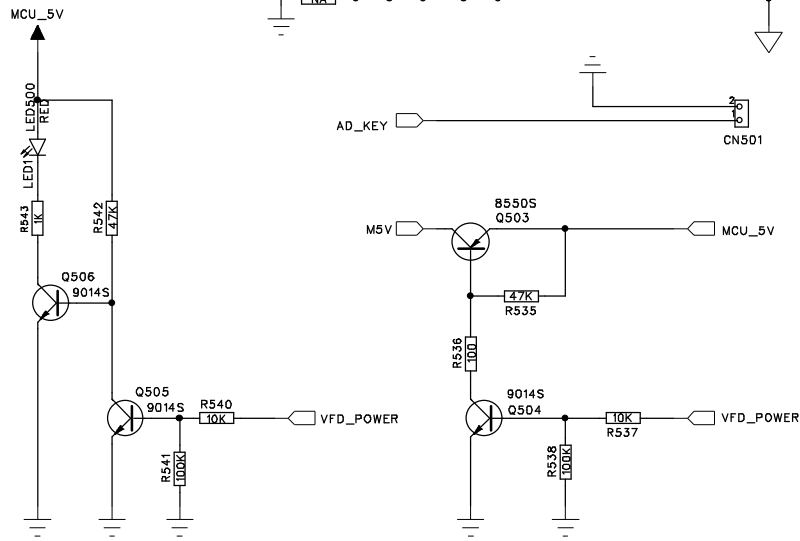 NA
MCU_5V
LED500
RED
LED1
R543
1K
R542
47K
Q506
9014S
Q505
9014S
R540
10K
VFD_POWER
R541
100K
AD_KEY
2
1
CN501
8550S
Q503
M5V
MCU_5V
47K
R535
R536
100
9014S
Q504
10K
R537
VFD_POWER
R538
100K